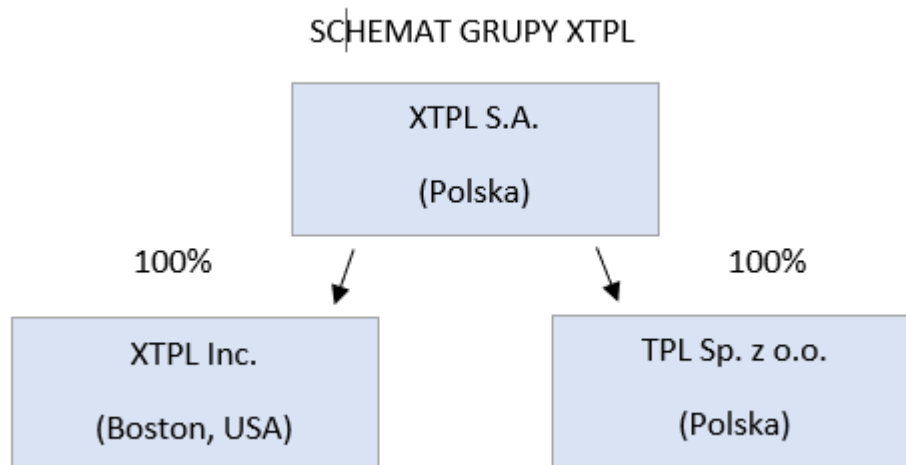 SCHEMAT GRUPY XTPL
XTPL S.A.
(Polska)
100%
100%
XTPL Inc.
(Boston, USA)
TPL Sp. z o.o.
(Polska)